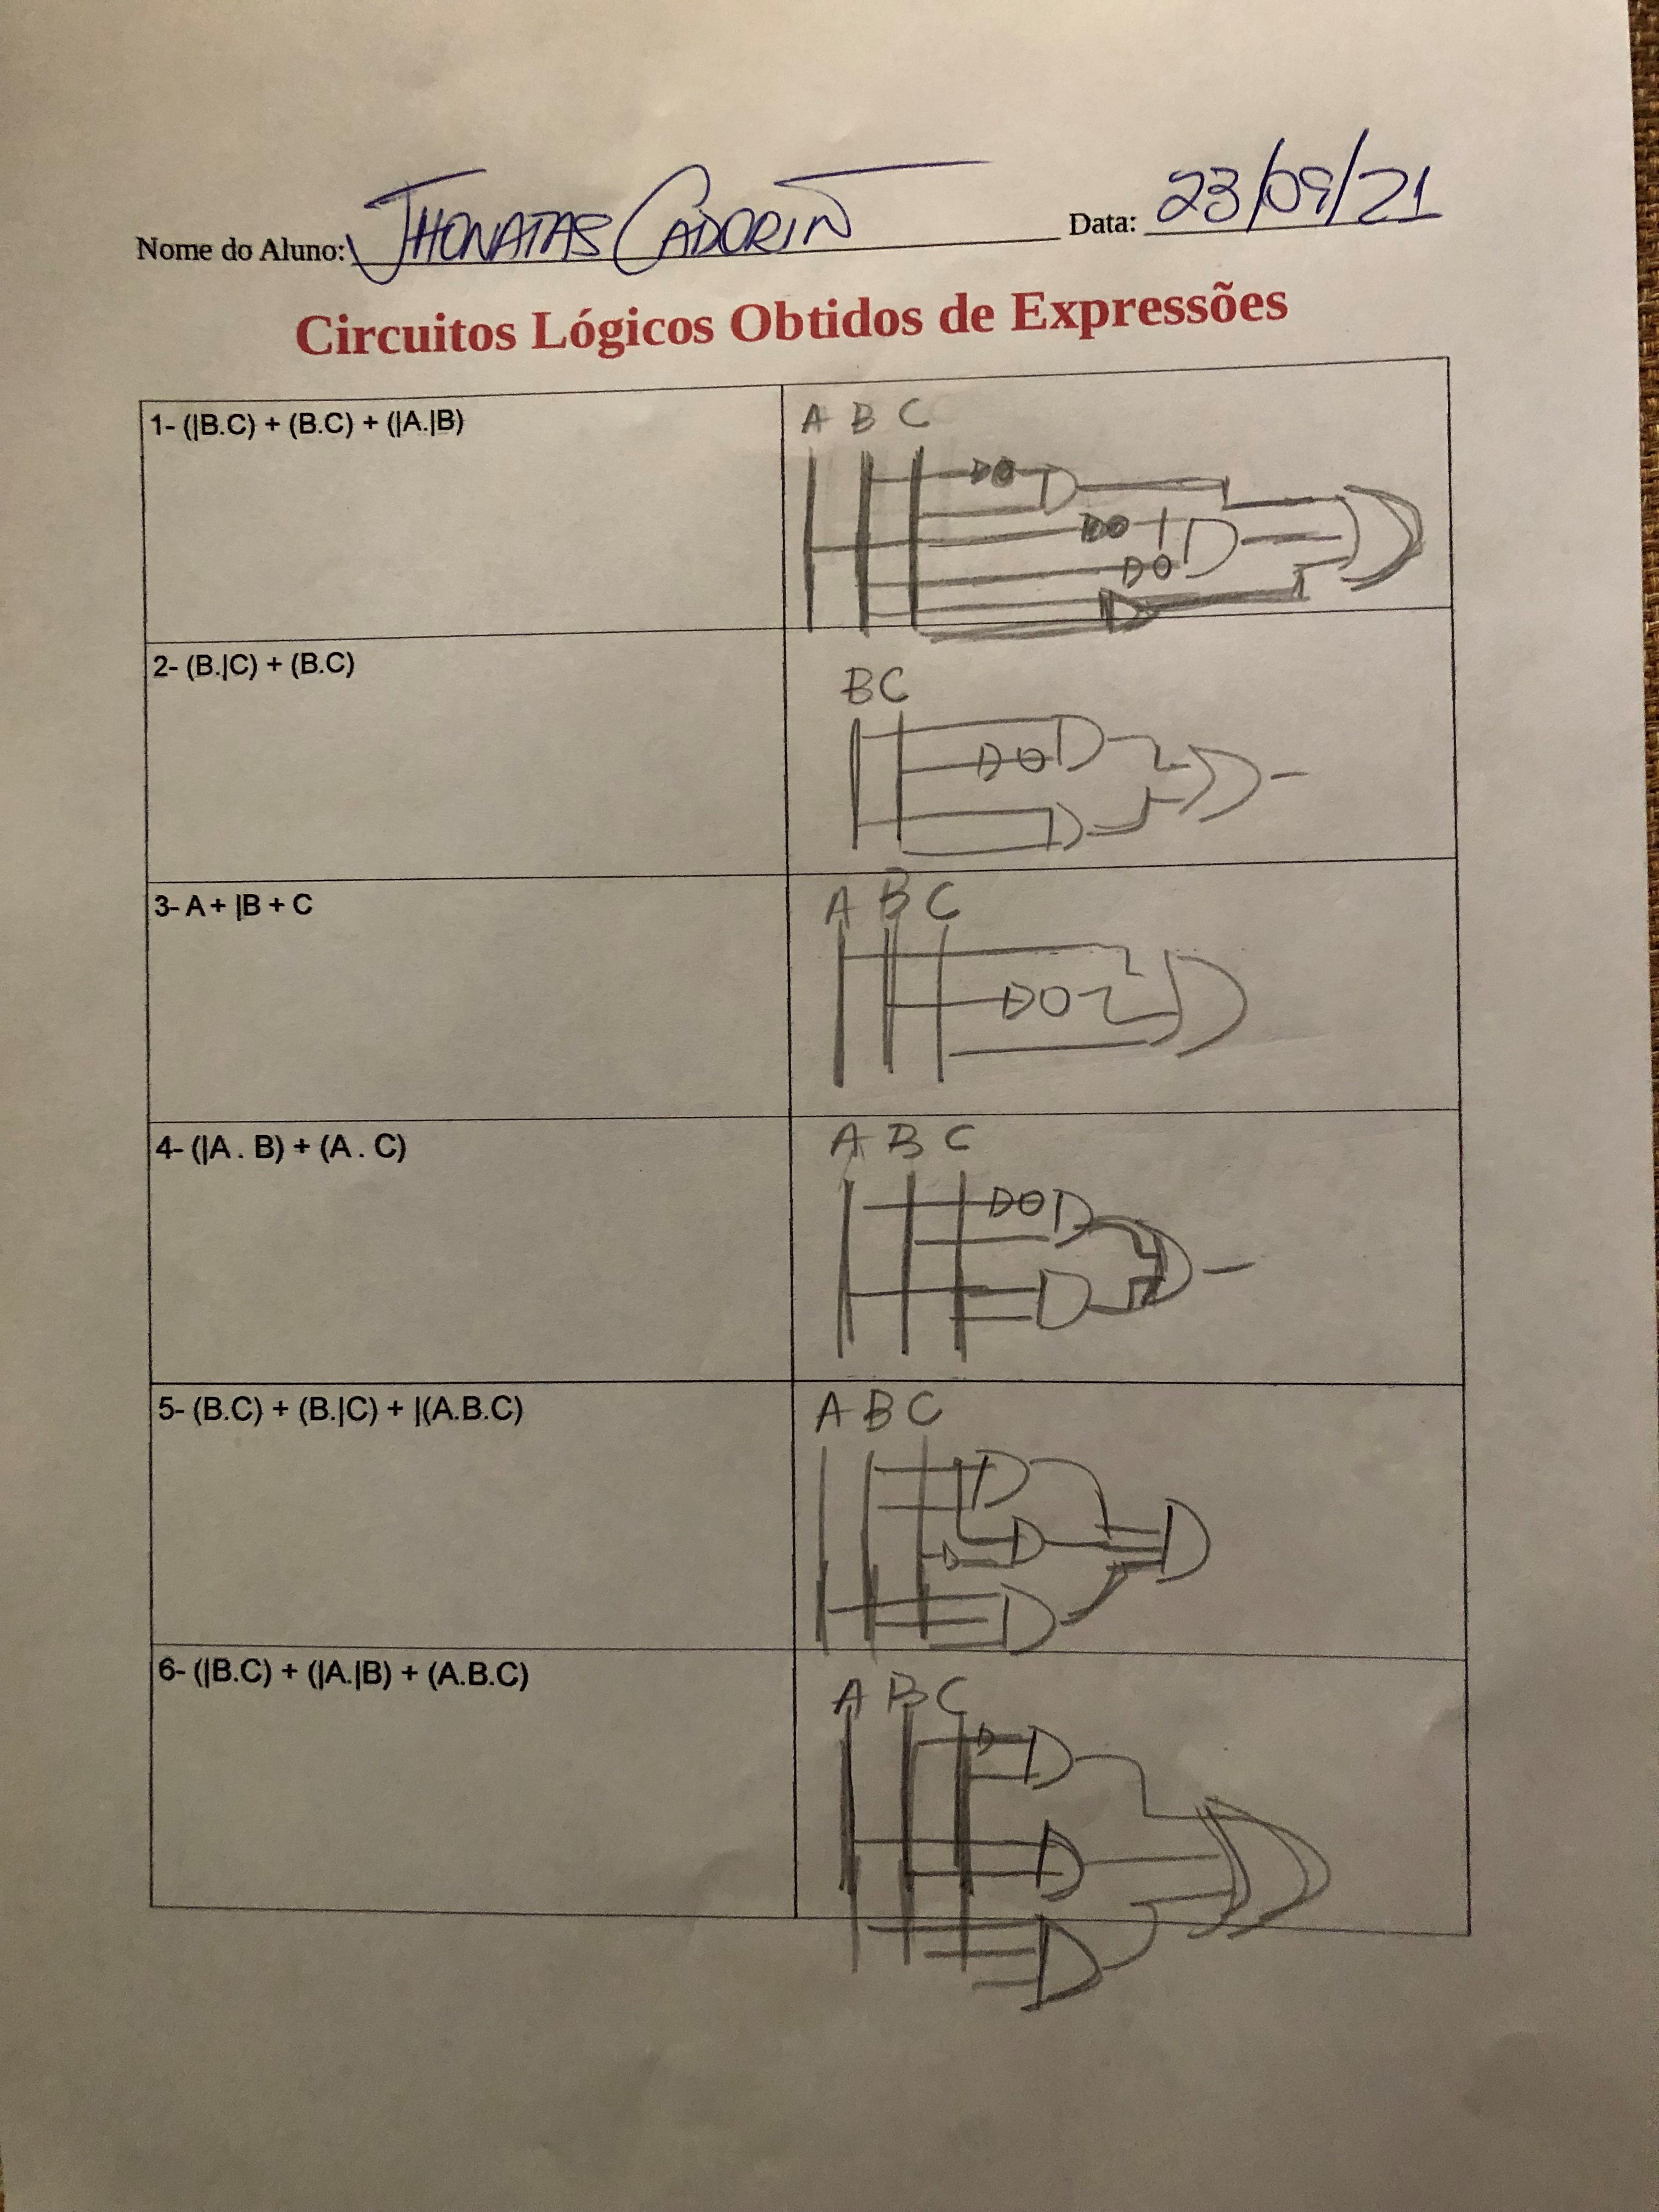 Nome do Aluno: JHONATAS CADORIN Data: 23/09/21
Circuitos Lógicos Obtidos de Expressões
1- (|B.C) + (B.C) + (|A.|B)
A B C
2- (B.|C) + (B.C)
B C
3- A + |B + C
A B C
4- (|A . B) + (A . C)
A B C
5- (B.C) + (B.|C) + |(A.B.C)
A B C
6- (|B.C) + (|A.|B) + (A.B.C)
A B C